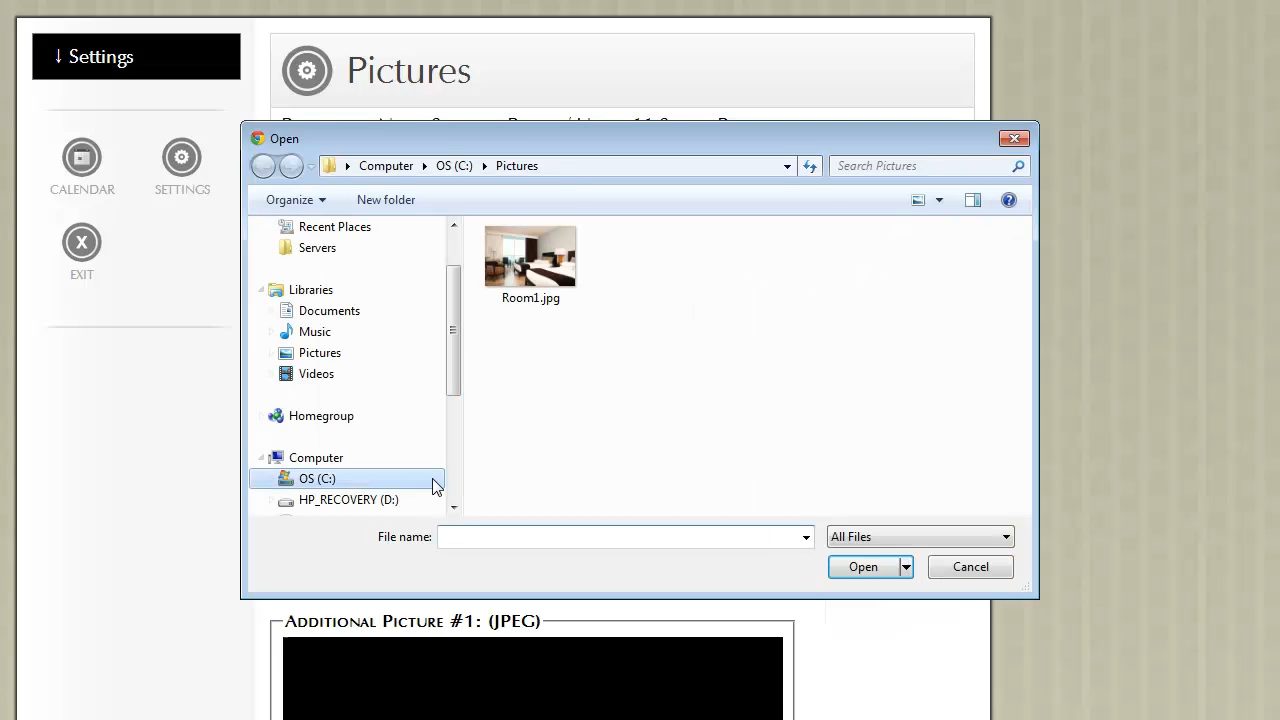 ↓ Settings
CALENDAR
SETTINGS
X
EXIT
Pictures
Open
Computer
OS (C:)
Pictures
Search Pictures
Organize
New folder
Recent Places
Servers
Libraries
Documents
Music
Pictures
Videos
Homegroup
Computer
OS (C:)
HP_RECOVERY (D:)
Room1.jpg
File name:
All Files
Open
Cancel
Additional Picture #1: (JPEG)